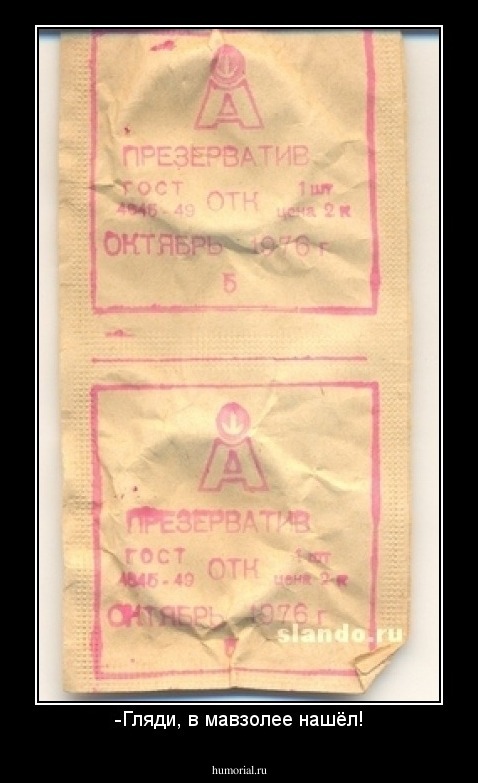 А
ПРЕЗЕРВАТИВ
ГОСТ ОТК 1 шт
4645-49 цена 2 к
ОКТЯБРЬ 1976 г
Б
А
ПРЕЗЕРВАТИВ
ГОСТ ОТК 1 шт
4645-49 цена 2 к
ОКТЯБРЬ 1976 г
slando.ru
-Гляди, в мавзолее нашёл!
humorial.ru